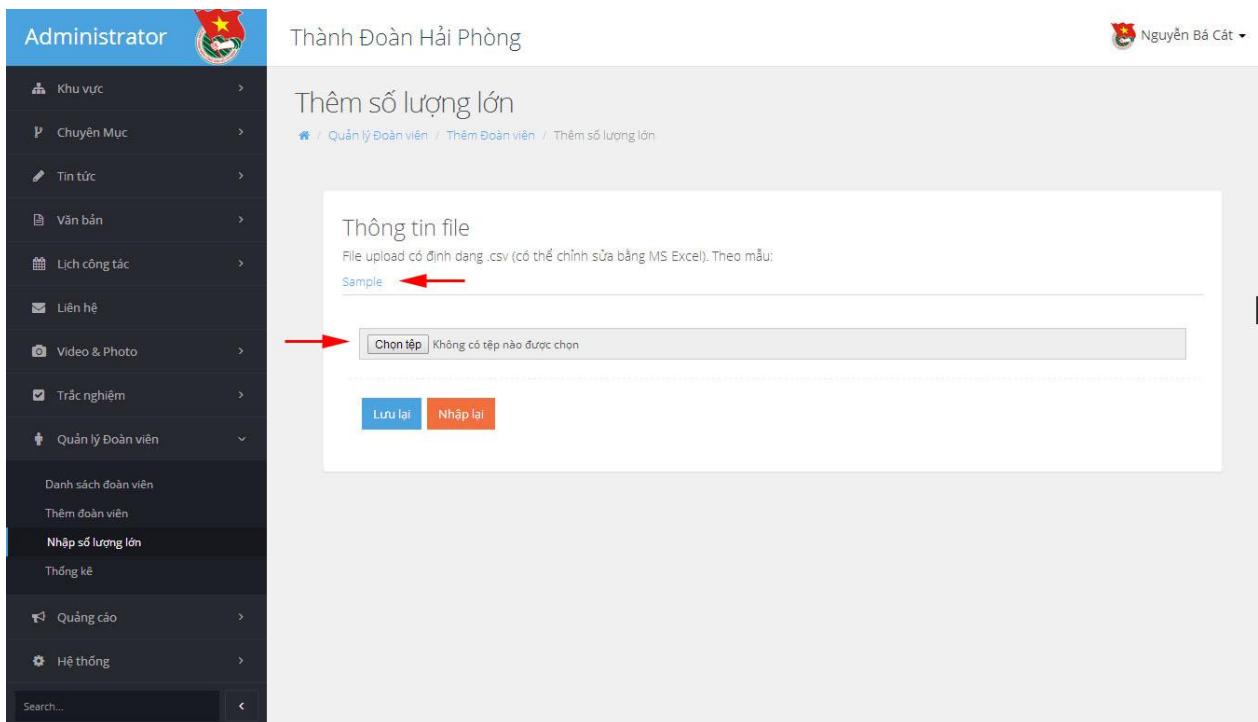 Administrator
Thành Đoàn Hải Phòng
Nguyễn Bá Cát
Khu vực
Chuyên Mục
Tin tức
Văn bản
Lịch công tác
Liên hệ
Video & Photo
Trắc nghiệm
Quản lý Đoàn viên
Danh sách đoàn viên
Thêm đoàn viên
Nhập số lượng lớn
Thống kê
Quảng cáo
Hệ thống
Search...
Thêm số lượng lớn
/ Quản lý Đoàn viên / Thêm Đoàn viên / Thêm số lượng lớn
Thông tin file
File upload có định dạng .csv (có thể chỉnh sửa bằng MS Excel). Theo mẫu:
Sample
Chọn tệp Không có tệp nào được chọn
Lưu lại Nhập lại